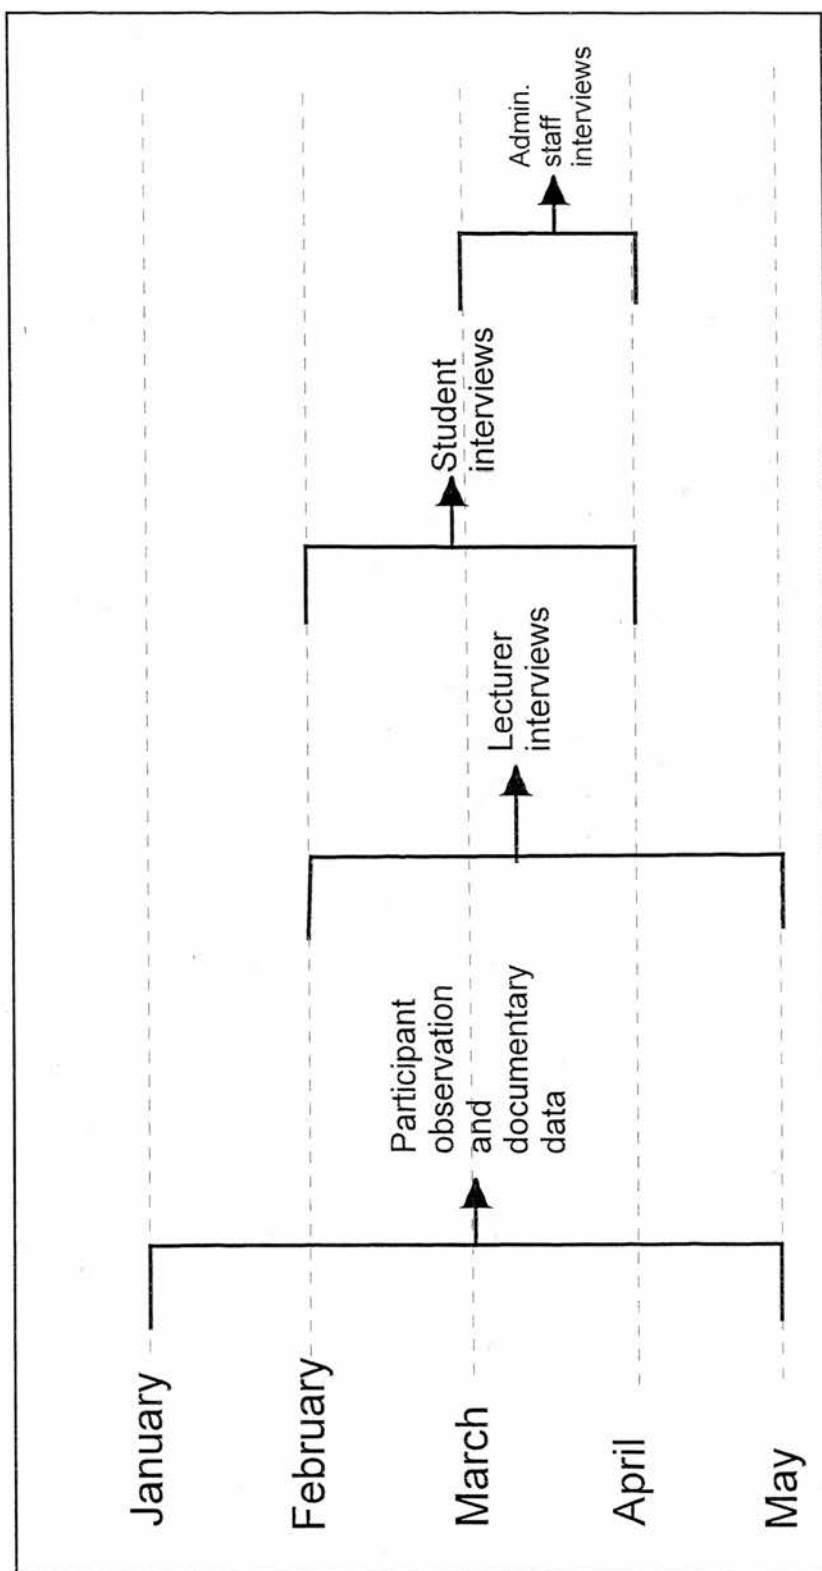 January
February
March
April
May
Participant
observation
and
documentary
data
Lecturer
interviews
Student
interviews
Admin.
staff
interviews